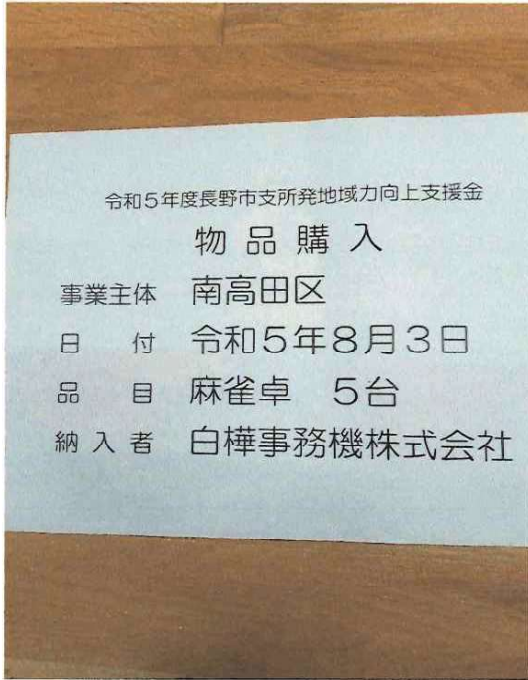 令和5年度長野市支所発地域力向上支援金
物品購入
事業主体 南高田区
日付 令和5年8月3日
品目 麻雀卓 5台
納入者 白樺事務機株式会社